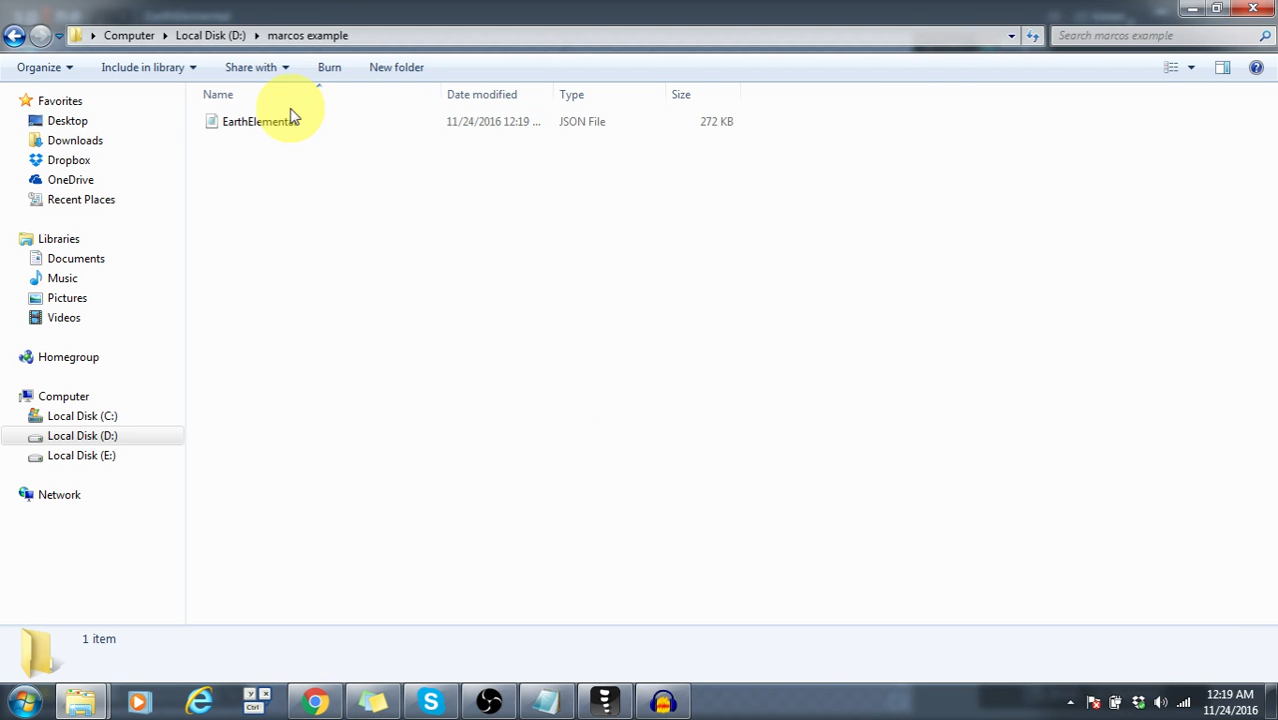 Computer Local Disk (D:) marcos example
Search marcos example
Organize Include in library Share with Burn New folder
Name Date modified Type Size
11/24/2016 12:19 ... JSON File 272 KB
Favorites
Desktop
Downloads
Dropbox
OneDrive
Recent Places
Libraries
Documents
Music
Pictures
Videos
Homegroup
Computer
Local Disk (C:)
Local Disk (D:)
Local Disk (E:)
Network
1 item
y x
Ctrl
12:19 AM
11/24/2016